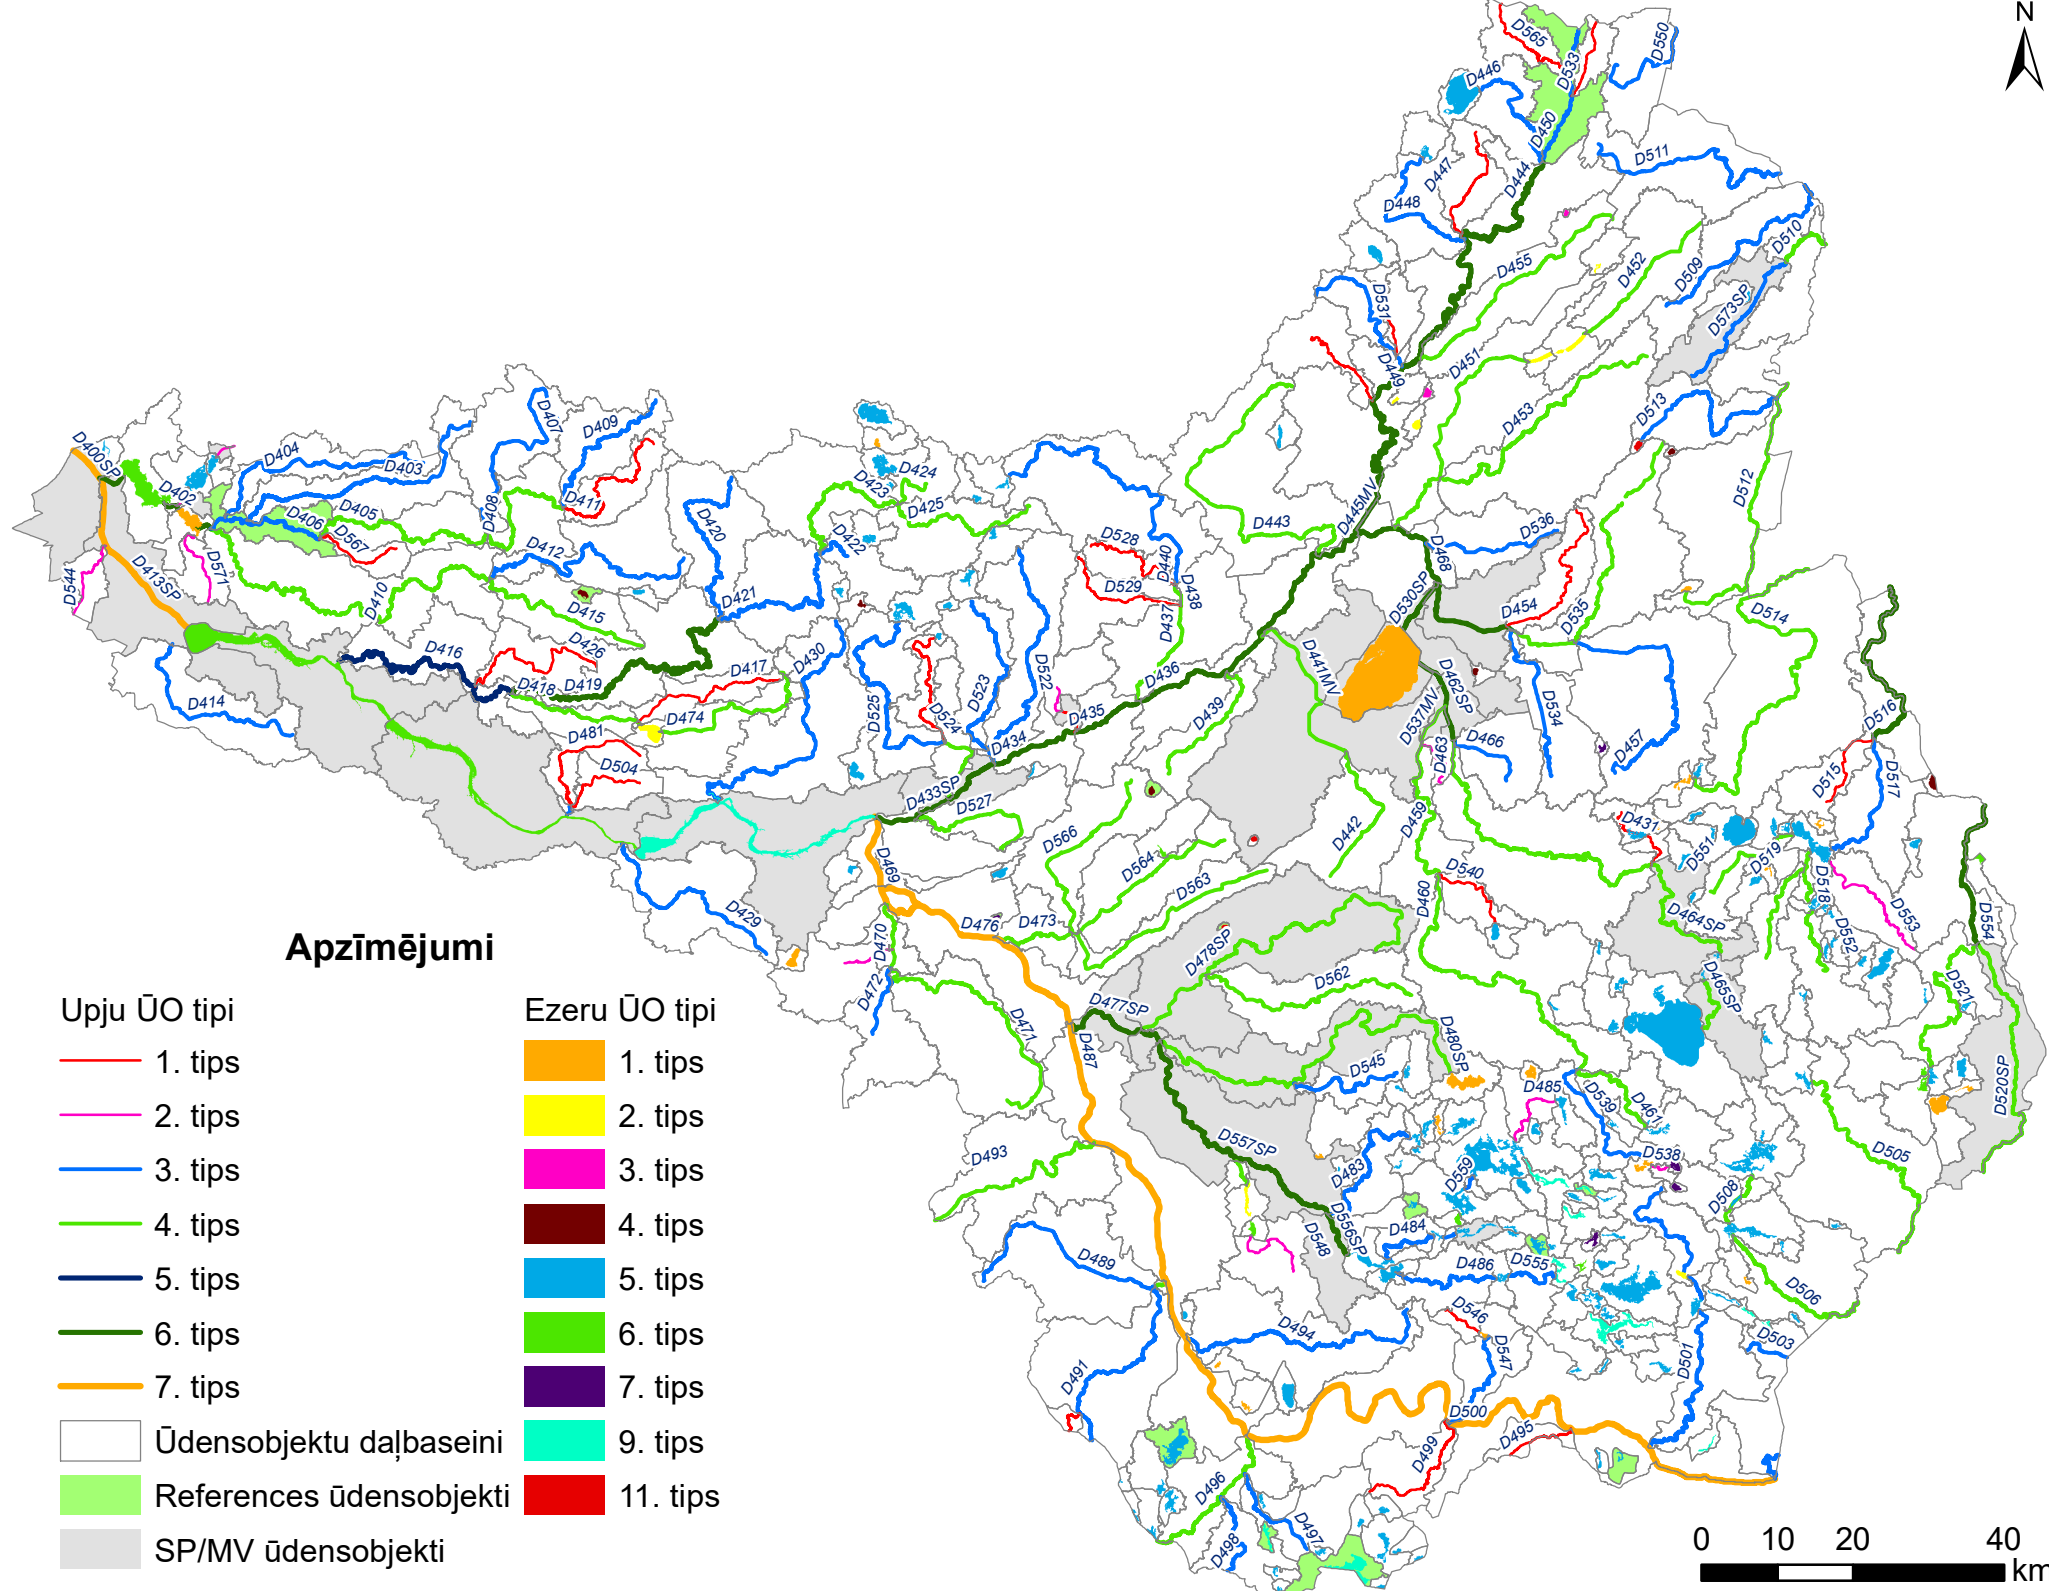 N
D565
D533
D550
D446
D450
D447
D444
D511
D448
D455
D452
D509
D510
D531
D573SP
D449
D451
D453
D513
D407
D409
D400SP
D404
D403
D402
D405
D406
D408
D411
D567
D412
D420
D424
D423
D425
D422
D445MV
D443
D512
D528
D440
D529
D438
D437
D468
D536
D530SP
D454
D535
D514
D544
D413SP
D571
D410
D415
D421
D416
D426
D417
D430
D418
D419
D436
D441MV
D439
D462SP
D537MV
D534
D457
D516
D414
D474
D481
D525
D524
D523
D522
D435
D434
D463
D466
D515
D517
D504
D433SP
D527
D459
D442
D431
D551
D519
D566
D564
D563
D469
D540
D460
D464SP
D518
D553
D552
D554
D429
D470
D476
D473
D478SP
D562
D465SP
D521
D472
D471
D477SP
D487
D480SP
D545
D485
D539
D461
D520SP
D505
D493
D557SP
D483
D559
D538
D508
D489
D548
D556SP
D484
D486
D555
D506
D494
D546
D547
D503
D501
D491
D500
D495
D499
D496
D497
D498
Apzīmējumi
Upju ŪO tipi
1. tips
2. tips
3. tips
4. tips
5. tips
6. tips
7. tips
Ūdensobjektu daļbaseini
References ūdensobjekti
SP/MV ūdensobjekti
Ezeru ŪO tipi
1. tips
2. tips
3. tips
4. tips
5. tips
6. tips
7. tips
9. tips
11. tips
0 10 20 40
km